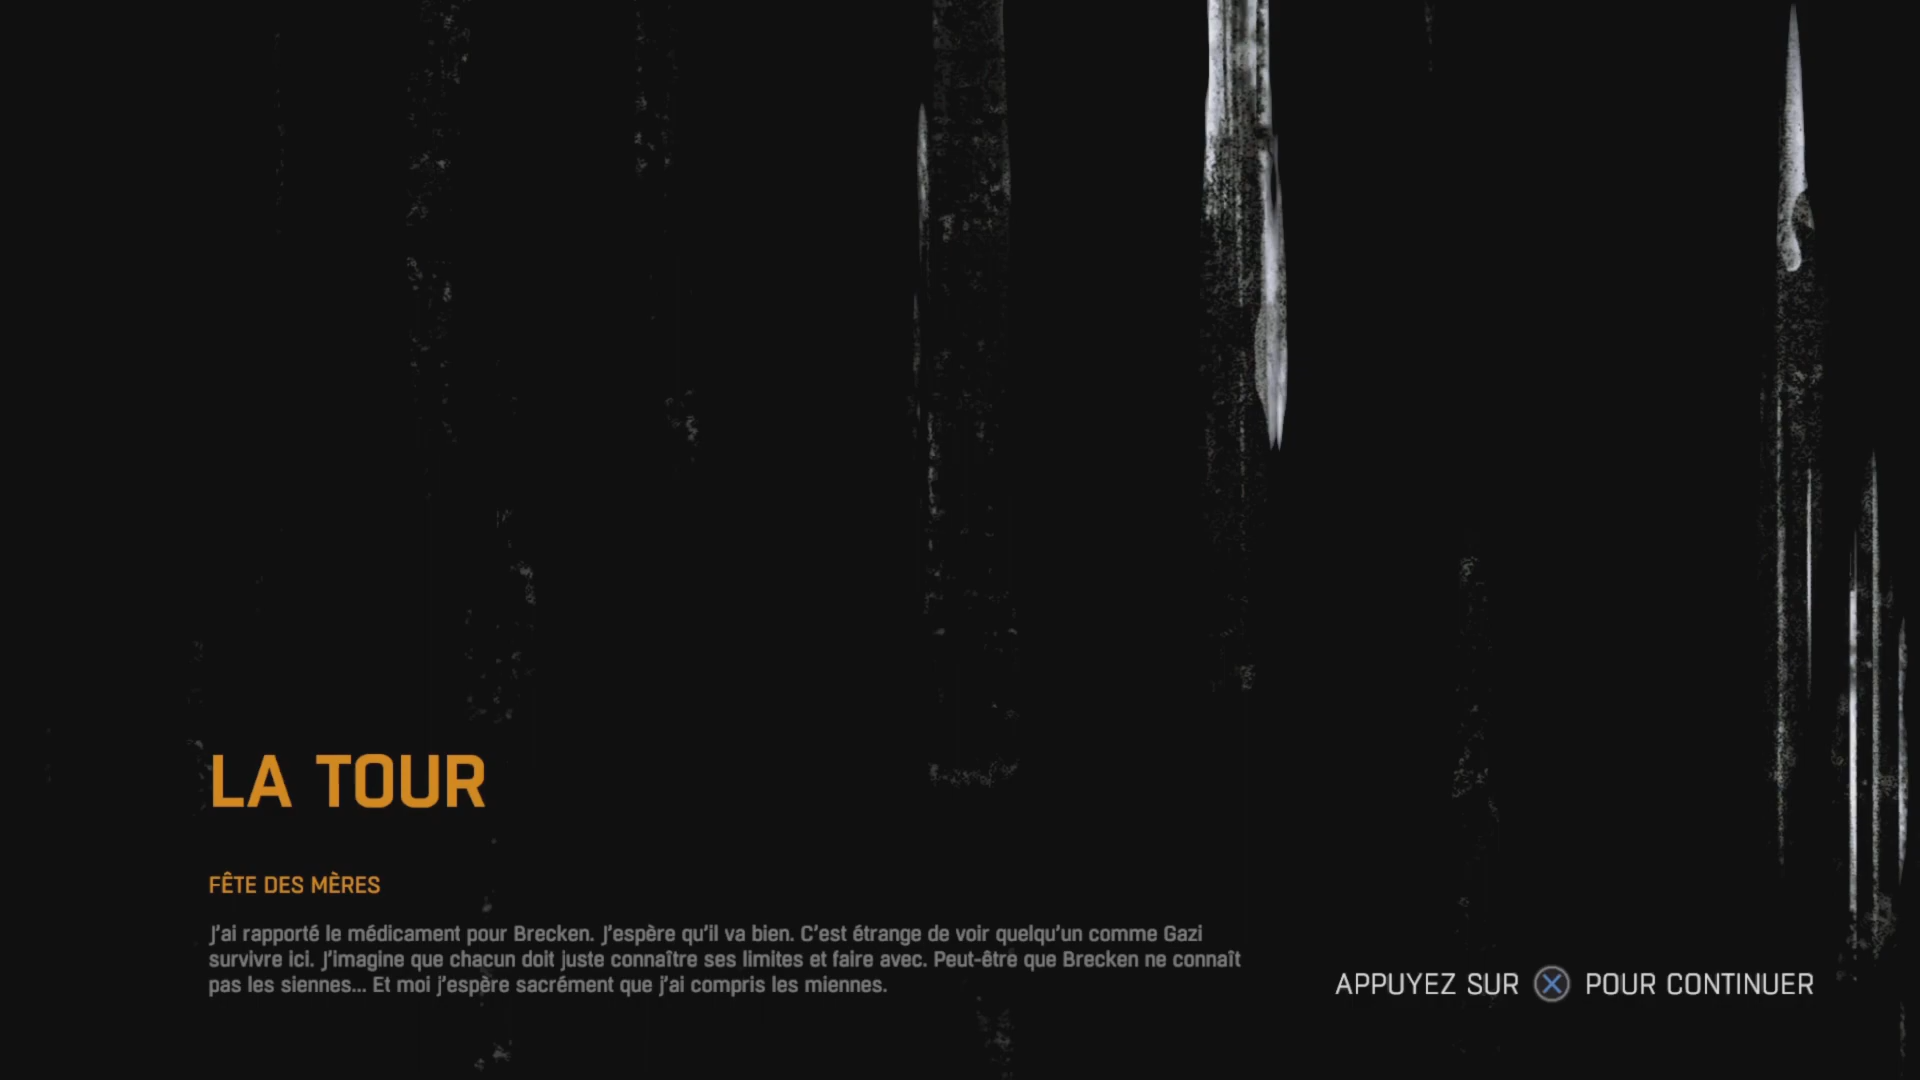 LA TOUR
FÊTE DES MÈRES
J'ai rapporté le médicament pour Brecken. J'espère qu'il va bien. C'est étrange de voir quelqu'un comme Gazi
survivre ici. J'imagine que chacun doit juste connaître ses limites et faire avec. Peut-être que Brecken ne connaît
pas les siennes... Et moi j'espère sacrément que j'ai compris les miennes.
APPUYEZ SUR POUR CONTINUER